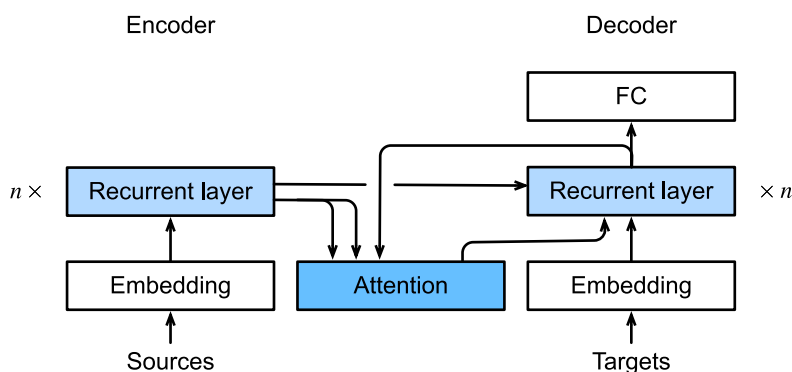 Encoder
Decoder
FC
n ×
Recurrent layer
Recurrent layer
× n
Embedding
Attention
Embedding
Sources
Targets